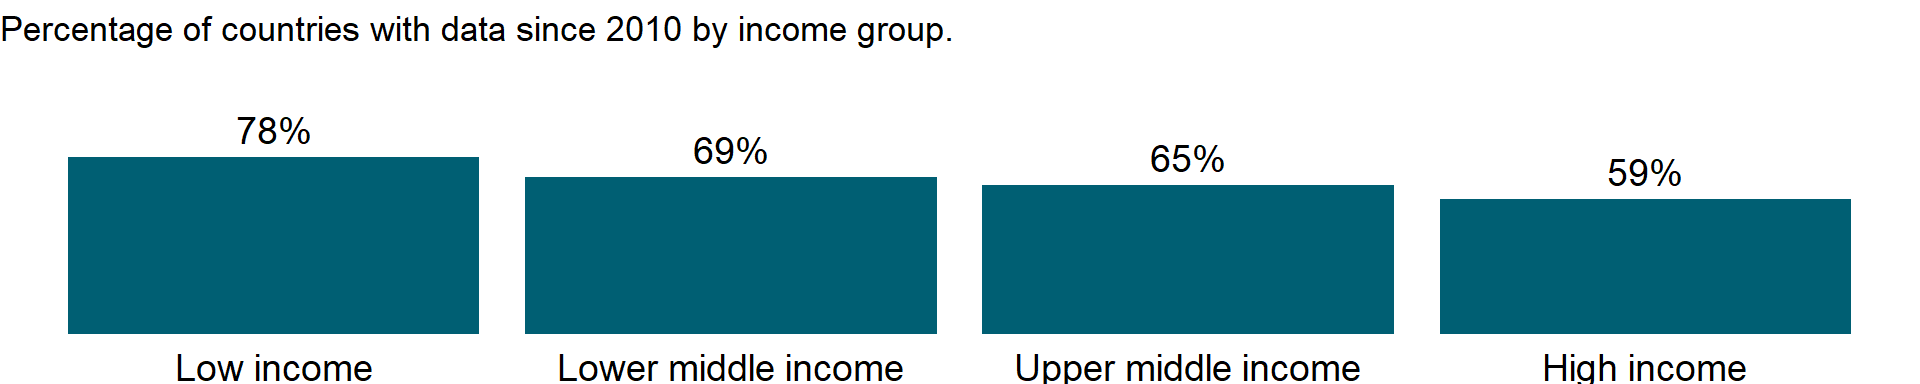 Percentage of countries with data since 2010 by income group.
78%
69%
65%
59%
Low income
Lower middle income
Upper middle income
High income